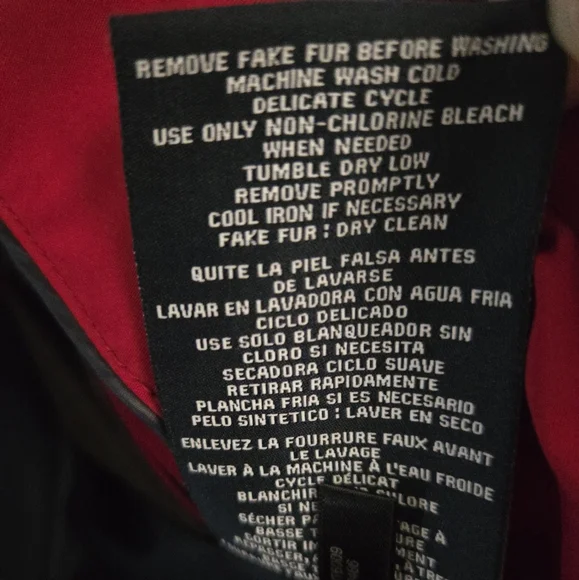 REMOVE FAKE FUR BEFORE WASHING
MACHINE WASH COLD
DELICATE CYCLE
USE ONLY NON-CHLORINE BLEACH
WHEN NEEDED
TUMBLE DRY LOW
REMOVE PROMPTLY
COOL IRON IF NECESSARY
FAKE FUR : DRY CLEAN
QUITE LA PIEL FALSA ANTES
DE LAVARSE
LAVAR EN LAVADORA CON AGUA FRIA
CICLO DELICADO
USE SOLO BLANQUEADOR SIN
CLORO SI NECESITA
SECADORA CICLO SUAVE
RETIRAR RAPIDAMENTE
PLANCHA FRIA SI ES NECESARIO
PELO SINTETICO : LAVER EN SECO
ENLEVEZ LA FOURRURE FAUX AVANT
LE LAVAGE
LAVER À LA MACHINE À L'EAU FROIDE
CYCLE DÉLICAT
BLANCHIR
SI
SÉCHER À
BASSE